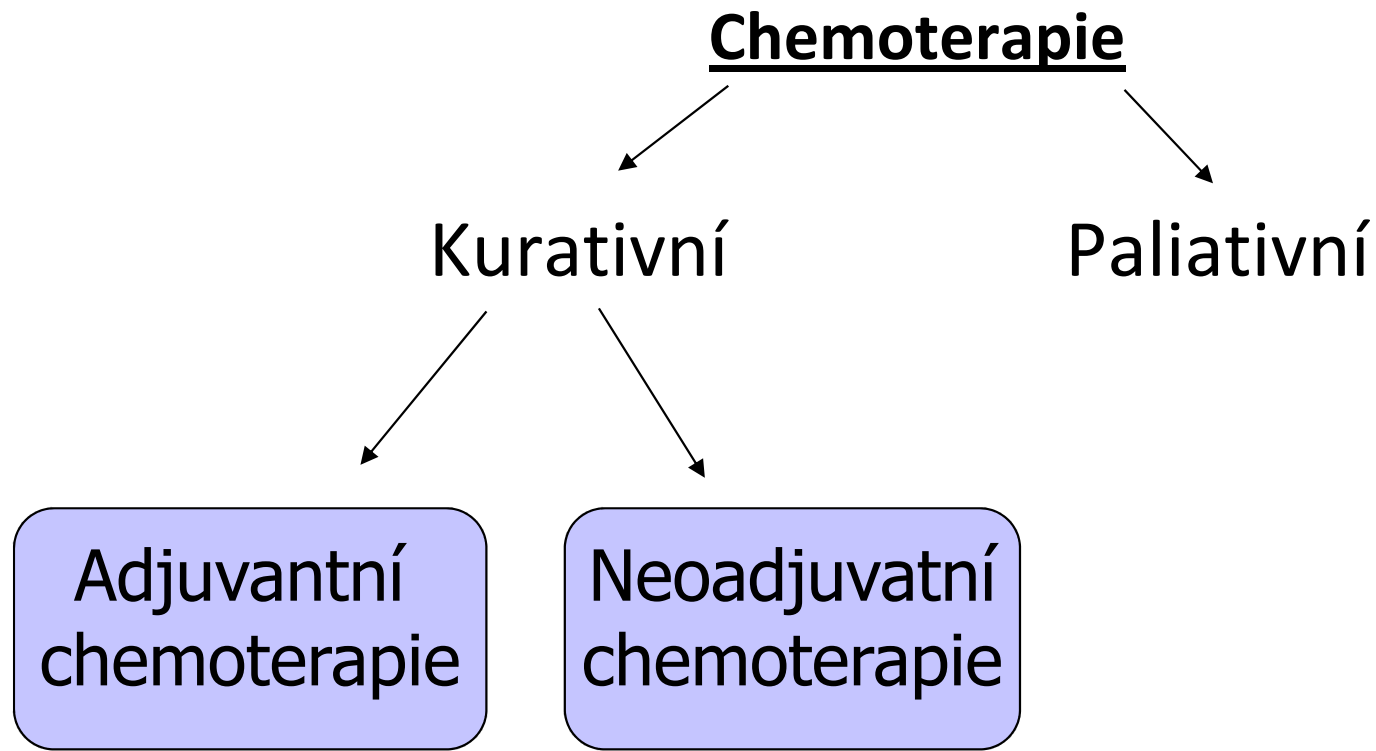 Chemoterapie
Kurativní
Paliativní
Adjuvantní
chemoterapie
Neoadjuvatní
chemoterapie